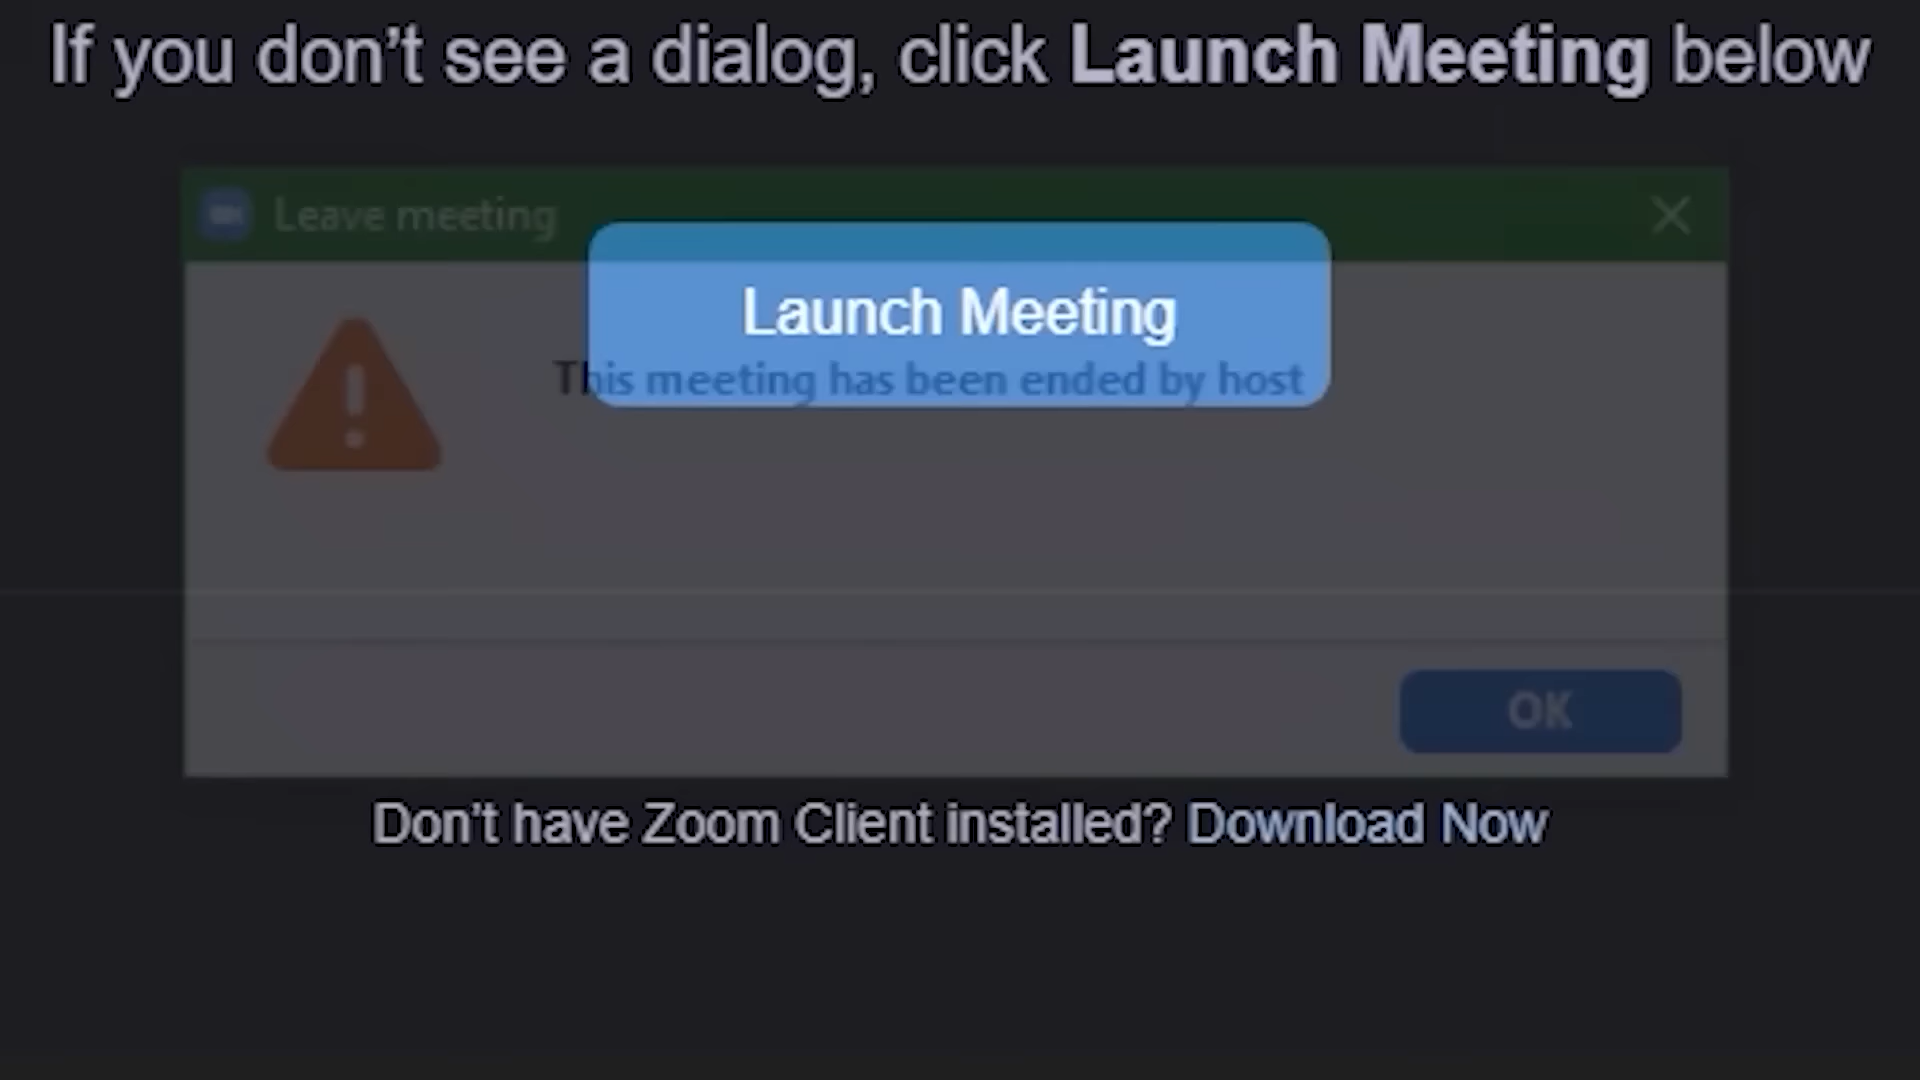 If you don’t see a dialog, click Launch Meeting below
Leave meeting
Launch Meeting
This meeting has been ended by host
OK
Don’t have Zoom Client installed? Download Now